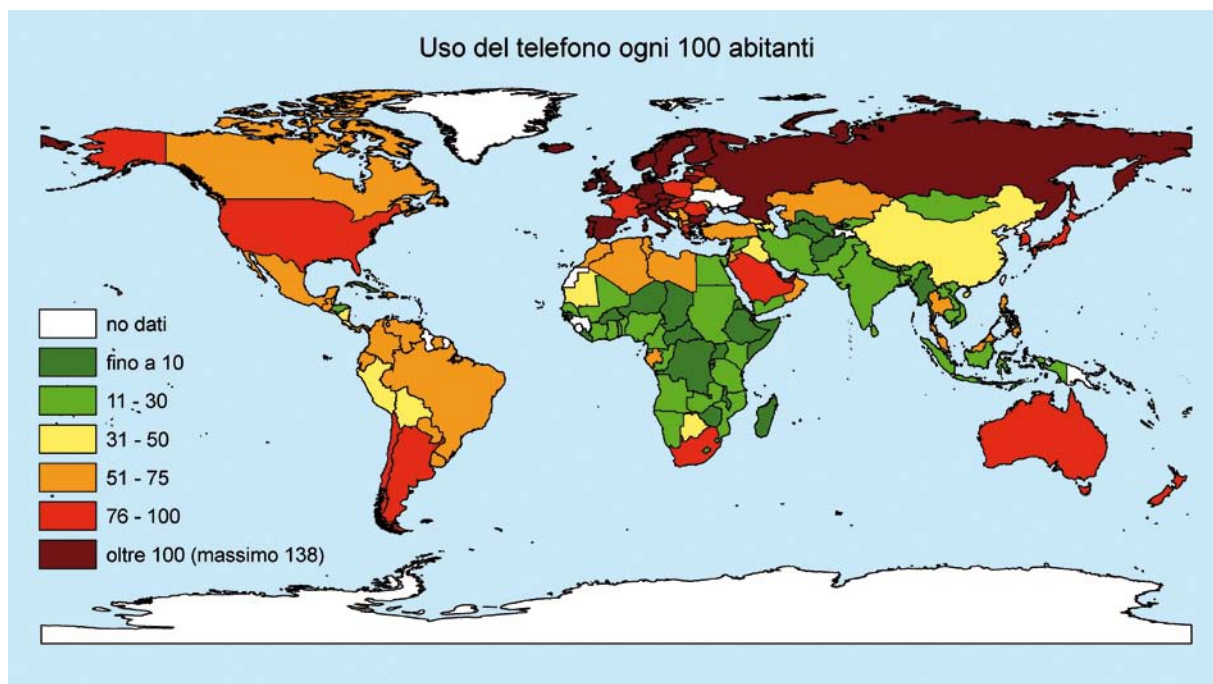 Uso del telefono ogni 100 abitanti
no dati
fino a 10
11 - 30
31 - 50
51 - 75
76 - 100
oltre 100 (massimo 138)